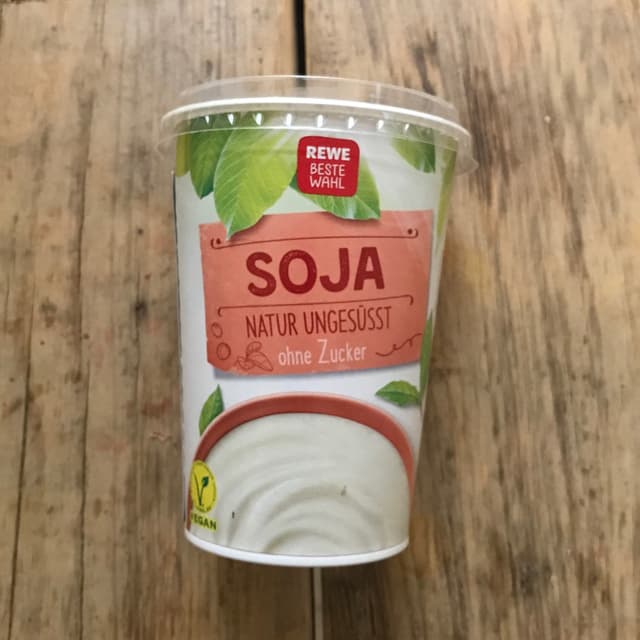 REWE
BESTE
WAHL
SOJA
NATUR UNGESÜSST
ohne Zucker
VEGAN